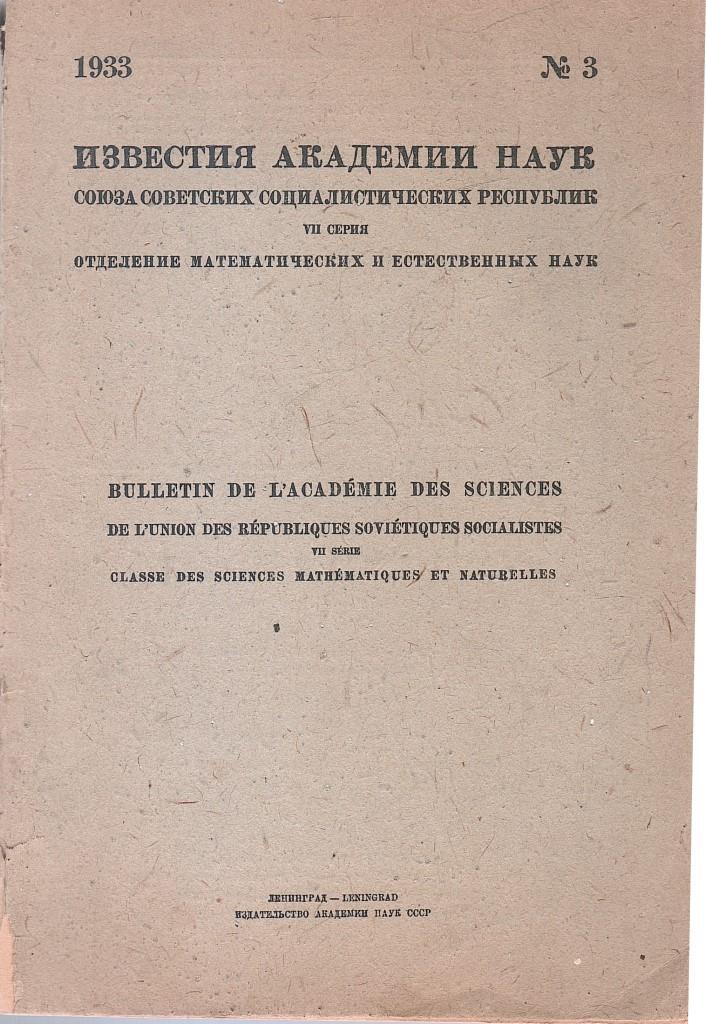 1933 № 3
ИЗВЕСТИЯ АКАДЕМИИ НАУК
СОЮЗА СОВЕТСКИХ СОЦИАЛИСТИЧЕСКИХ РЕСПУБЛИК
VII СЕРИЯ
ОТДЕЛЕНИЕ МАТЕМАТИЧЕСКИХ И ЕСТЕСТВЕННЫХ НАУК
BULLETIN DE L'ACADÉMIE DES SCIENCES
DE L'UNION DES RÉPUBLIQUES SOVIÉTIQUES SOCIALISTES
VII SÉRIE
CLASSE DES SCIENCES MATHÉMATIQUES ET NATURELLES
ЛЕНИНГРАД — LENINGRAD
ИЗДАТЕЛЬСТВО АКАДЕМИИ НАУК СССР